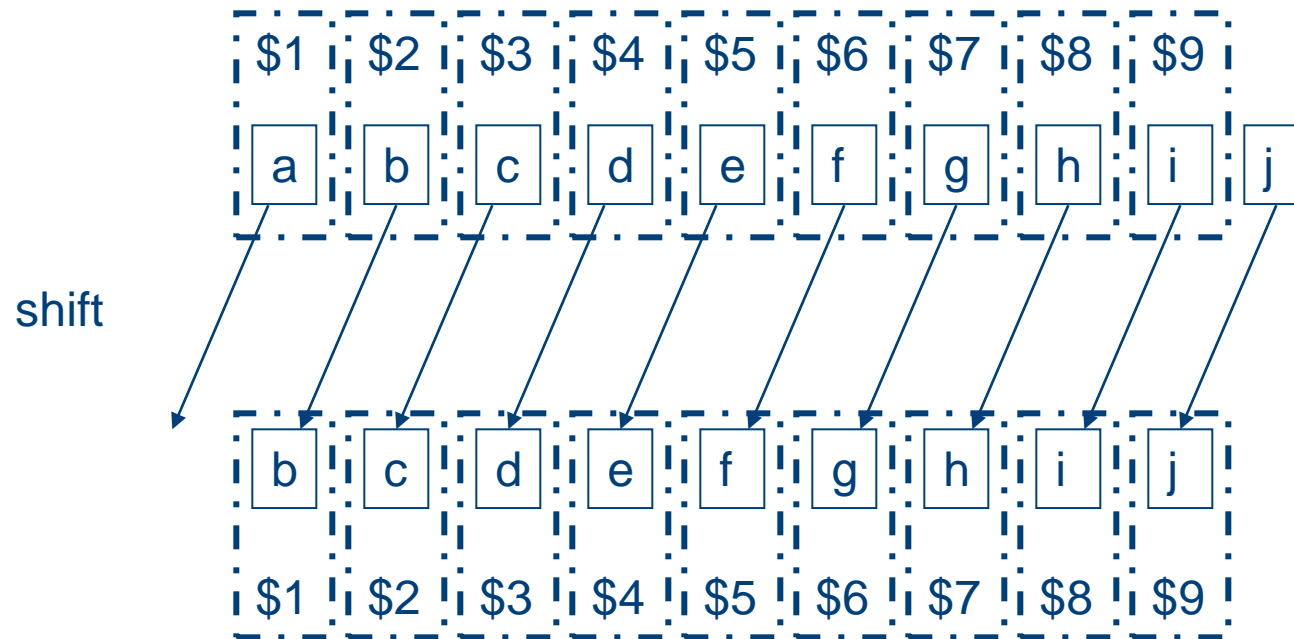 $1 $2 $3 $4 $5 $6 $7 $8 $9
a b c d e f g h i j
shift
b c d e f g h i j
$1 $2 $3 $4 $5 $6 $7 $8 $9